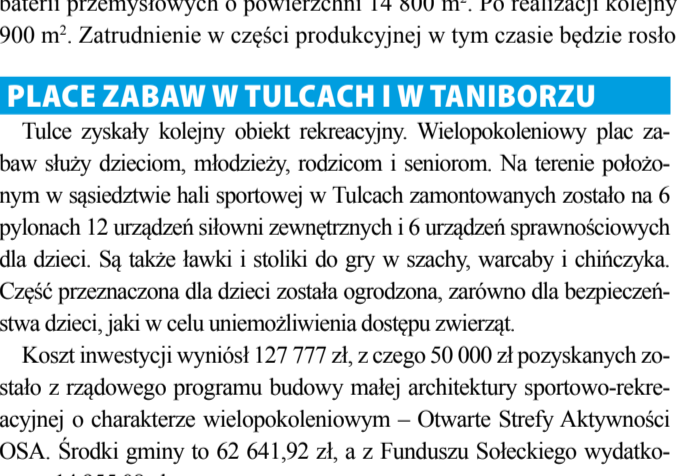 baterii przemysłowych o powierzchni 14 800 m². Po realizacji kolejny
900 m². Zatrudnienie w części produkcyjnej w tym czasie będzie rosło
PLACE ZABAW W TULCACH I W TANIBORZU
Tulce zyskały kolejny obiekt rekreacyjny. Wielopokoleniowy plac za-
baw służy dzieciom, młodzieży, rodzicom i seniorom. Na terenie położo-
nym w sąsiedztwie hali sportowej w Tulcach zamontowanych zostało na 6
pylonach 12 urządzeń siłowni zewnętrznych i 6 urządzeń sprawnościowych
dla dzieci. Są także ławki i stoliki do gry w szachy, warcaby i chińczyka.
Część przeznaczona dla dzieci została ogrodzona, zarówno dla bezpieczeń-
stwa dzieci, jaki w celu uniemożliwienia dostępu zwierząt.
Koszt inwestycji wyniósł 127 777 zł, z czego 50 000 zł pozyskanych zo-
stało z rządowego programu budowy małej architektury sportowo-rekre-
acyjnej o charakterze wielopokoleniowym – Otwarte Strefy Aktywności
OSA. Środki gminy to 62 641,92 zł, a z Funduszu Sołeckiego wydatko-